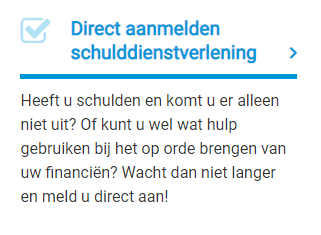 Direct aanmelden
schulddienstverlening
Heeft u schulden en komt u er alleen
niet uit? Of kunt u wel wat hulp
gebruiken bij het op orde brengen van
uw financiën? Wacht dan niet langer
en meld u direct aan!